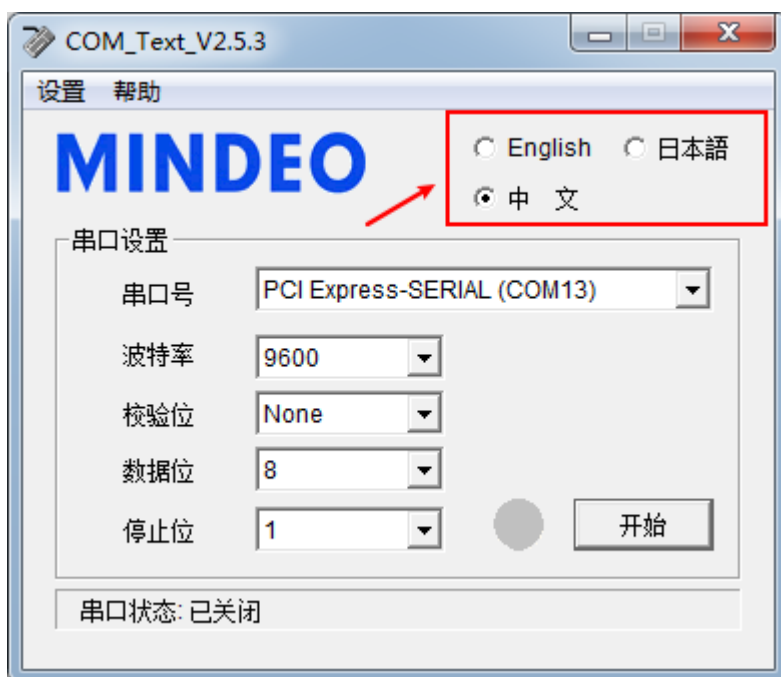 COM_Text_V2.5.3
设置 帮助
MINDEO
English 日本語
中 文
串口设置
串口号 PCI Express-SERIAL (COM13)
波特率 9600
校验位 None
数据位 8
停止位 1 开始
串口状态: 已关闭